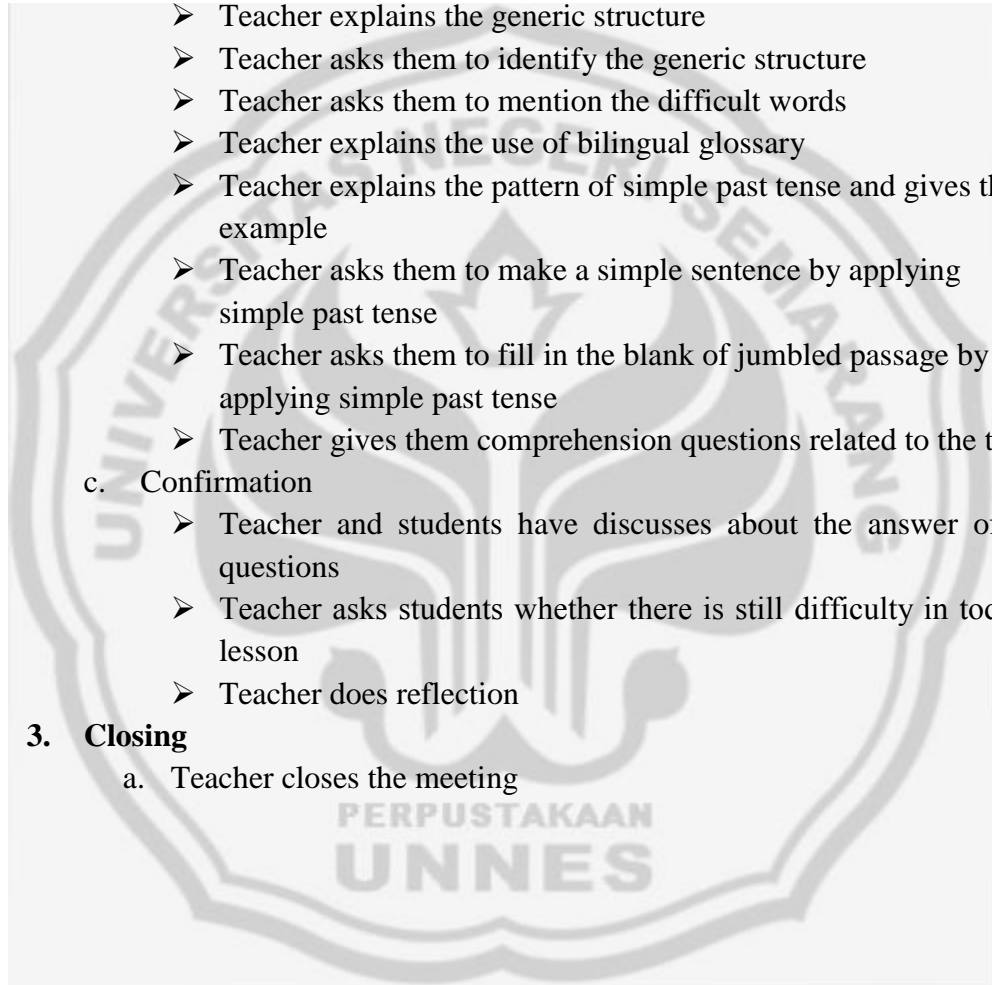 ➢ Teacher explains the generic structure
➢ Teacher asks them to identify the generic structure
➢ Teacher asks them to mention the difficult words
➢ Teacher explains the use of bilingual glossary
➢ Teacher explains the pattern of simple past tense and gives
example
➢ Teacher asks them to make a simple sentence by applying
simple past tense
➢ Teacher asks them to fill in the blank of jumbled passage by
applying simple past tense
➢ Teacher gives them comprehension questions related to the
c. Confirmation
➢ Teacher and students have discusses about the answer
questions
➢ Teacher asks students whether there is still difficulty in
lesson
➢ Teacher does reflection
3. Closing
a. Teacher closes the meeting
UNIVERSITAS NEGERI SEMARANG
PERPUSTAKAAN
UNNES